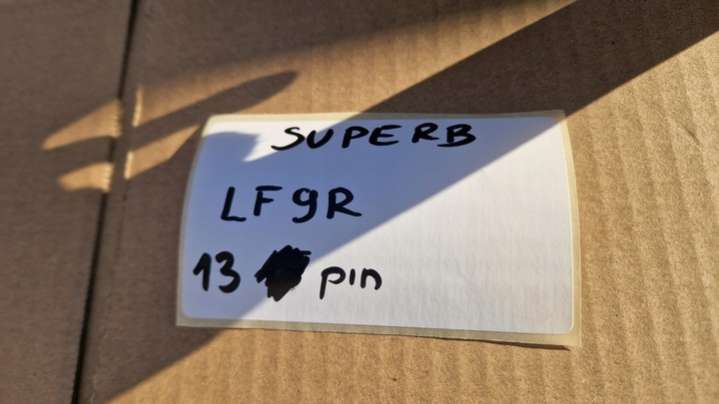 SUPERB
LF9R
13 pin